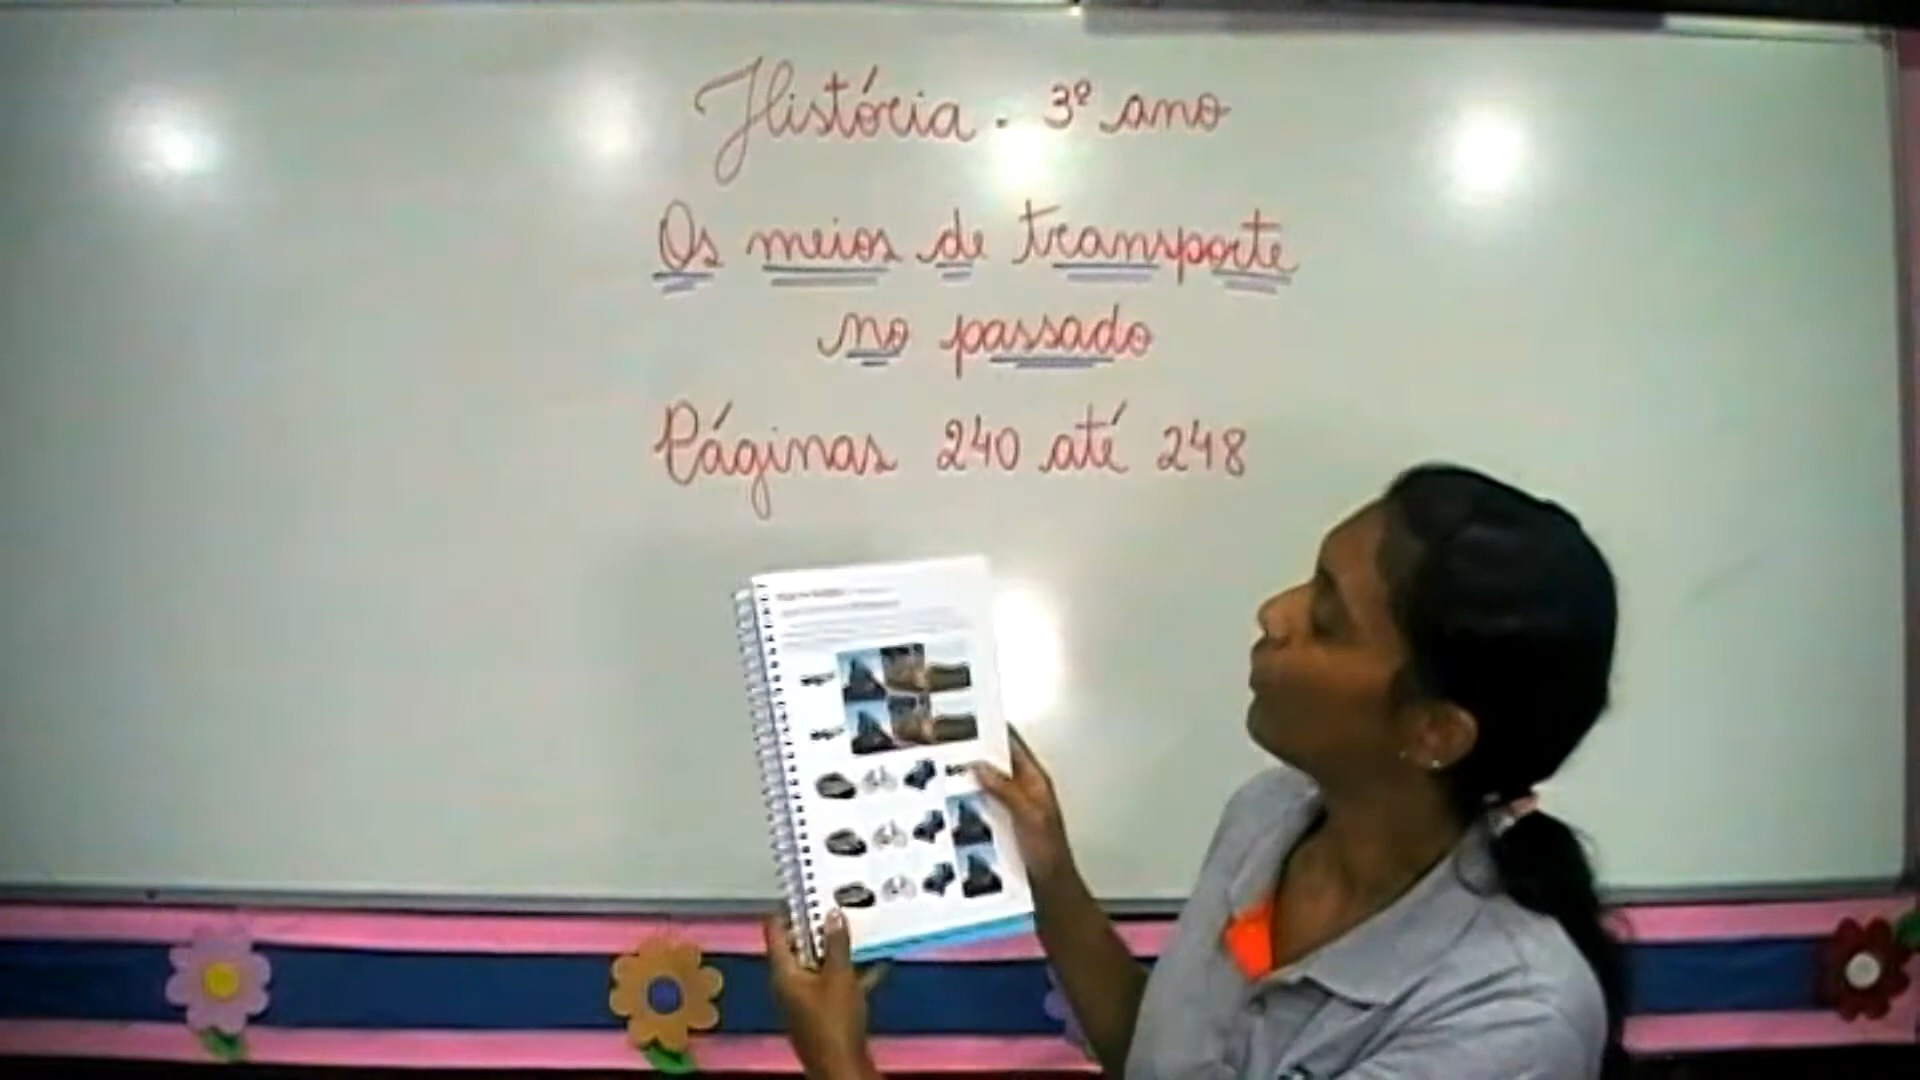 História. 3º ano
Os meios de transporte
no passado
Páginas 240 até 248